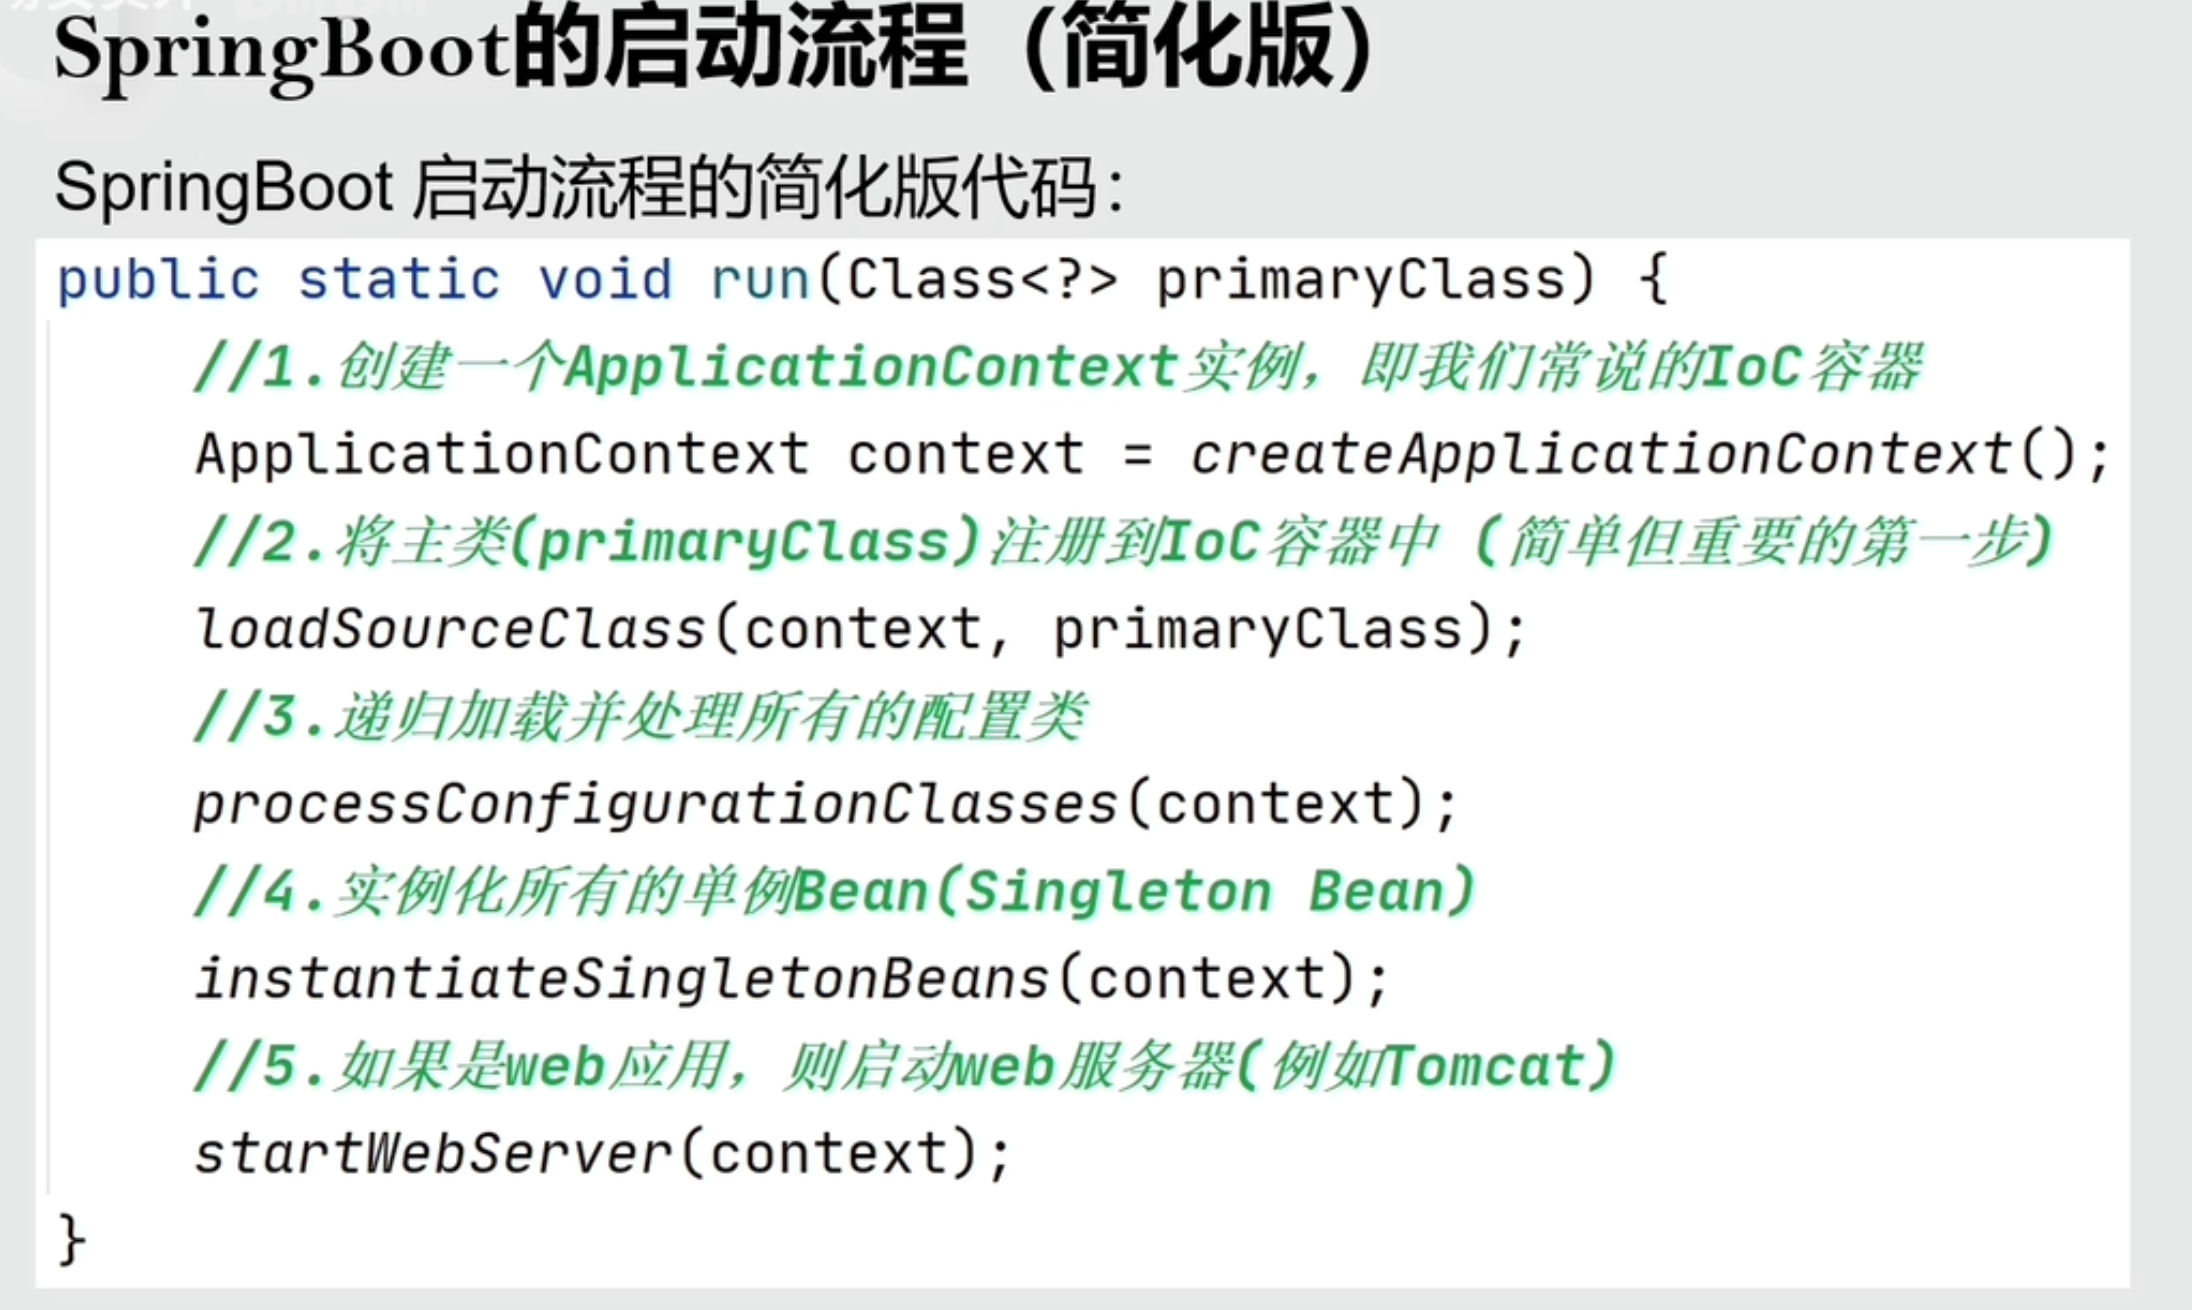 SpringBoot的启动流程（简化版）
SpringBoot 启动流程的简化版代码：
public static void run(Class<?> primaryClass) {
//1.创建一个ApplicationContext实例，即我们常说的IoC容器
ApplicationContext context = createApplicationContext();
//2.将主类(primaryClass)注册到IoC容器中（简单但重要的第一步）
loadSourceClass(context, primaryClass);
//3.递归加载并处理所有的配置类
processConfigurationClasses(context);
//4.实例化所有的单例Bean(Singleton Bean)
instantiateSingletonBeans(context);
//5.如果是web应用，则启动web服务器(例如Tomcat)
startWebServer(context);
}